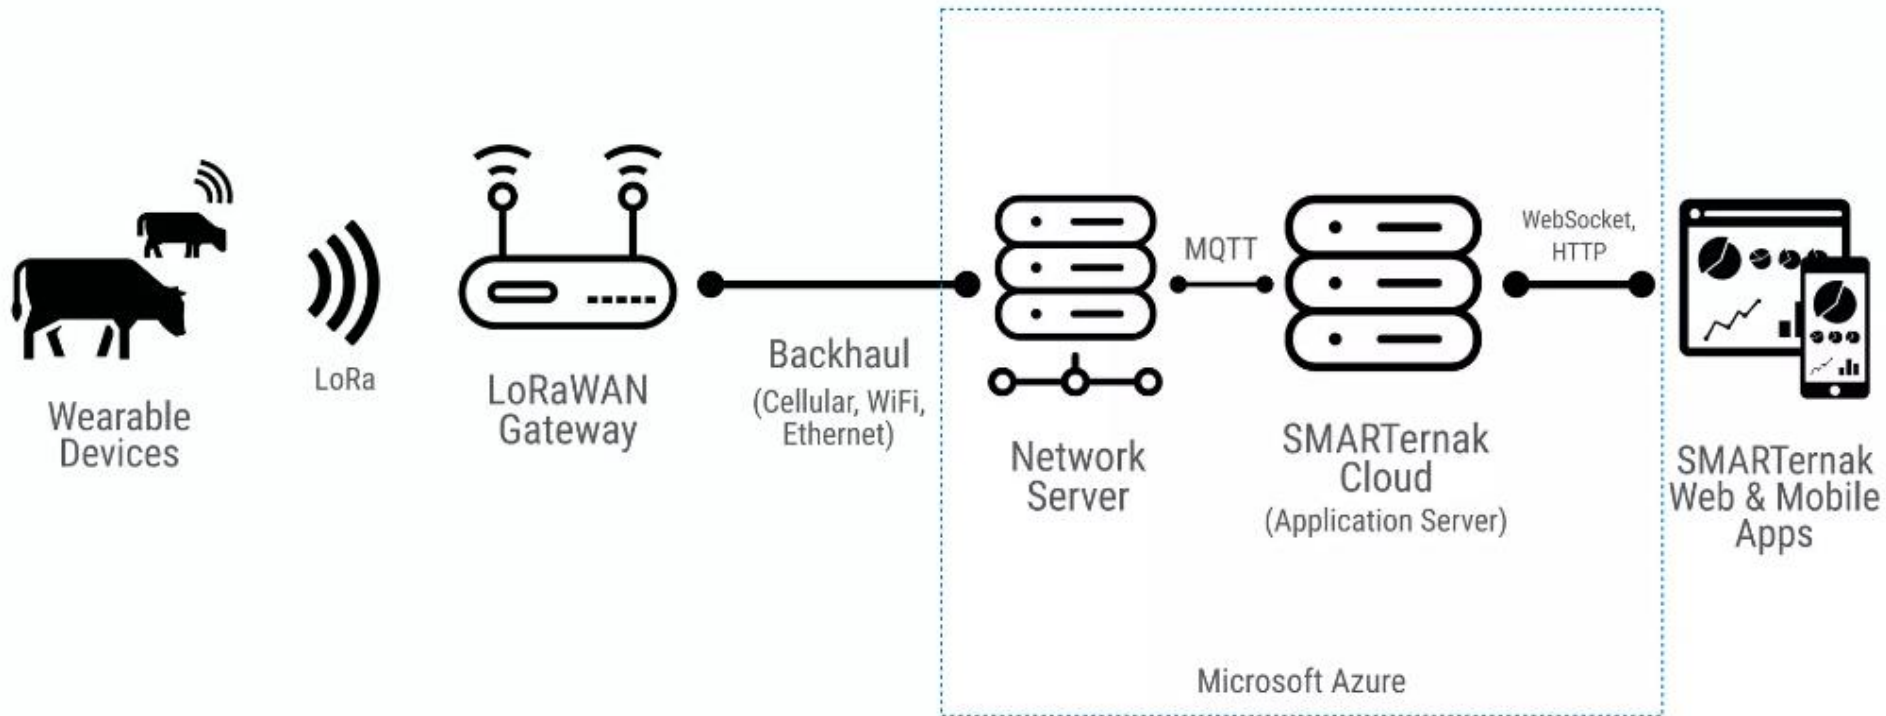 Wearable
Devices
LoRa
LoRaWAN
Gateway
Backhaul
(Cellular, WiFi,
Ethernet)
Network
Server
MQTT
SMARTernak
Cloud
(Application Server)
WebSocket,
HTTP
SMARTernak
Web & Mobile
Apps
Microsoft Azure